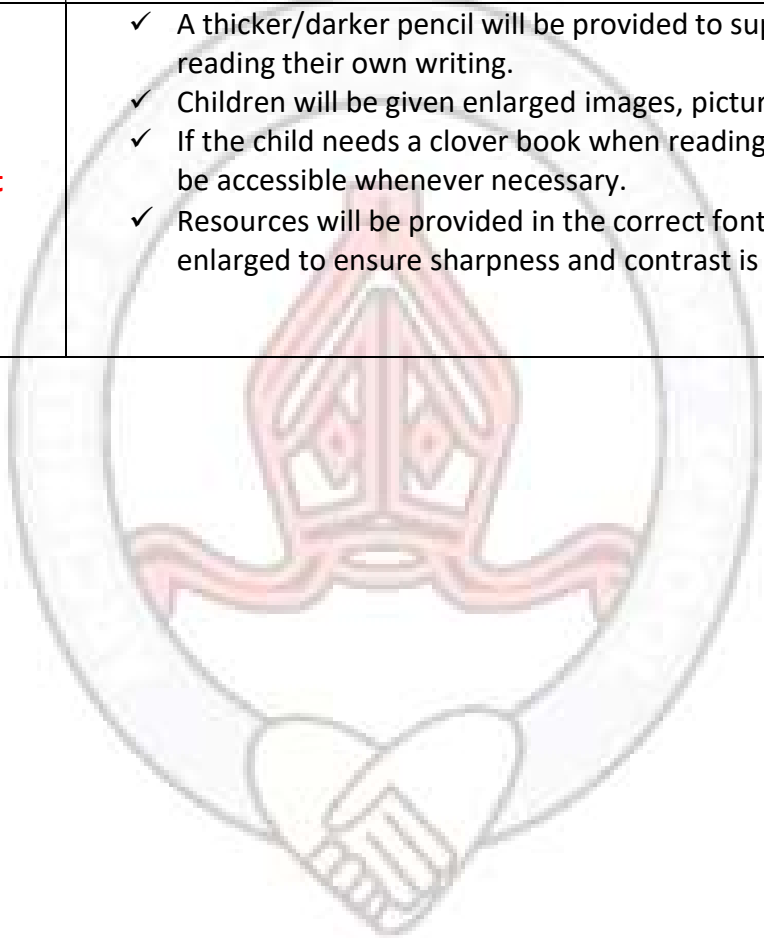 ✓ A thicker/darker pencil will be provided to sup
reading their own writing.
✓ Children will be given enlarged images, pictur
✓ If the child needs a clover book when reading
be accessible whenever necessary.
✓ Resources will be provided in the correct font
enlarged to ensure sharpness and contrast is